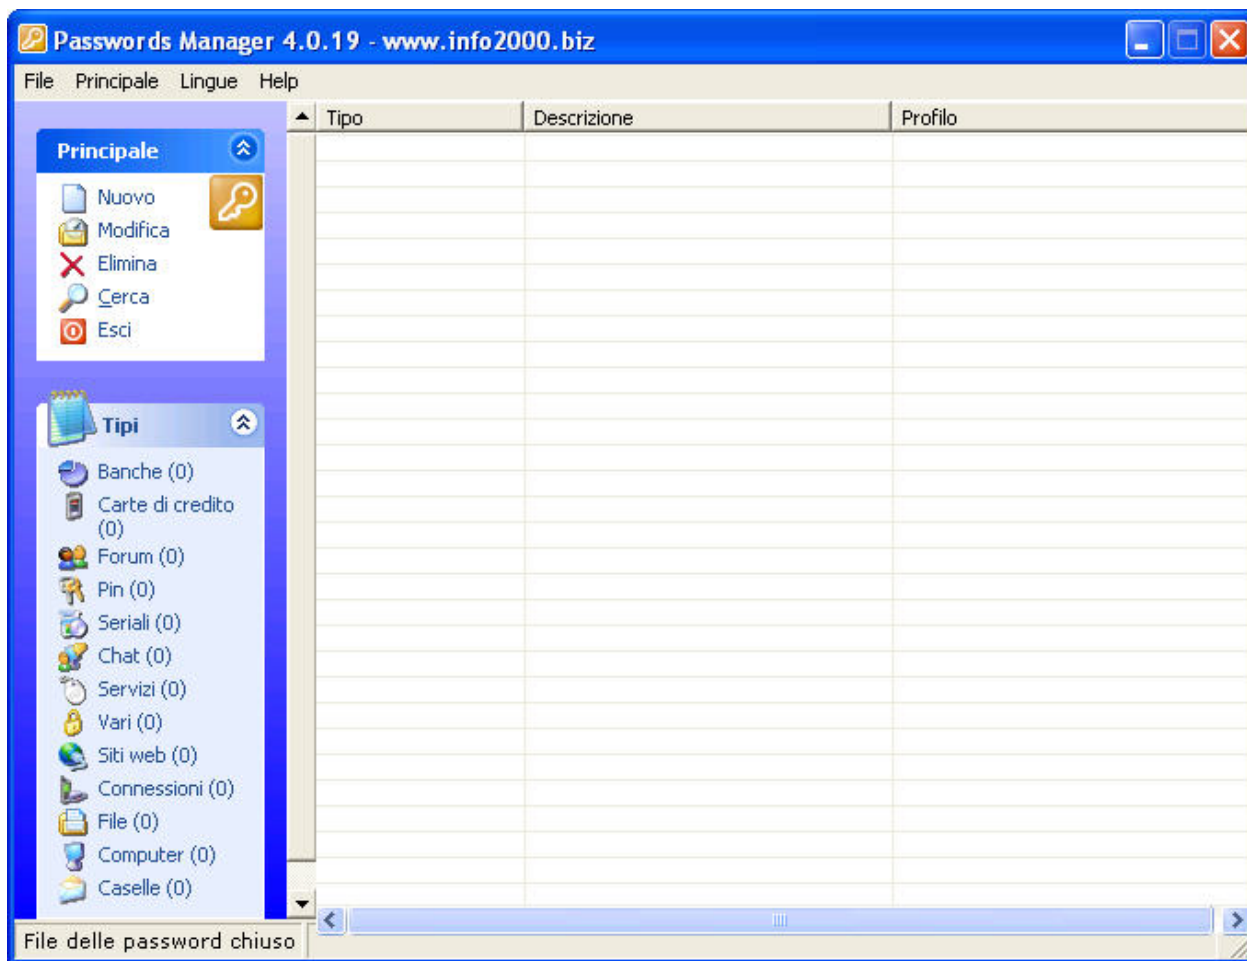 Passwords Manager 4.0.19 - www.info2000.biz
File Principale Lingue Help
Tipo Descrizione Profilo
Principale
Nuovo
Modifica
Elimina
Cerca
Esci
Tipi
Banche (0)
Carte di credito
(0)
Forum (0)
Pin (0)
Seriali (0)
Chat (0)
Servizi (0)
Vari (0)
Siti web (0)
Connessioni (0)
File (0)
Computer (0)
Caselle (0)
File delle password chiuso